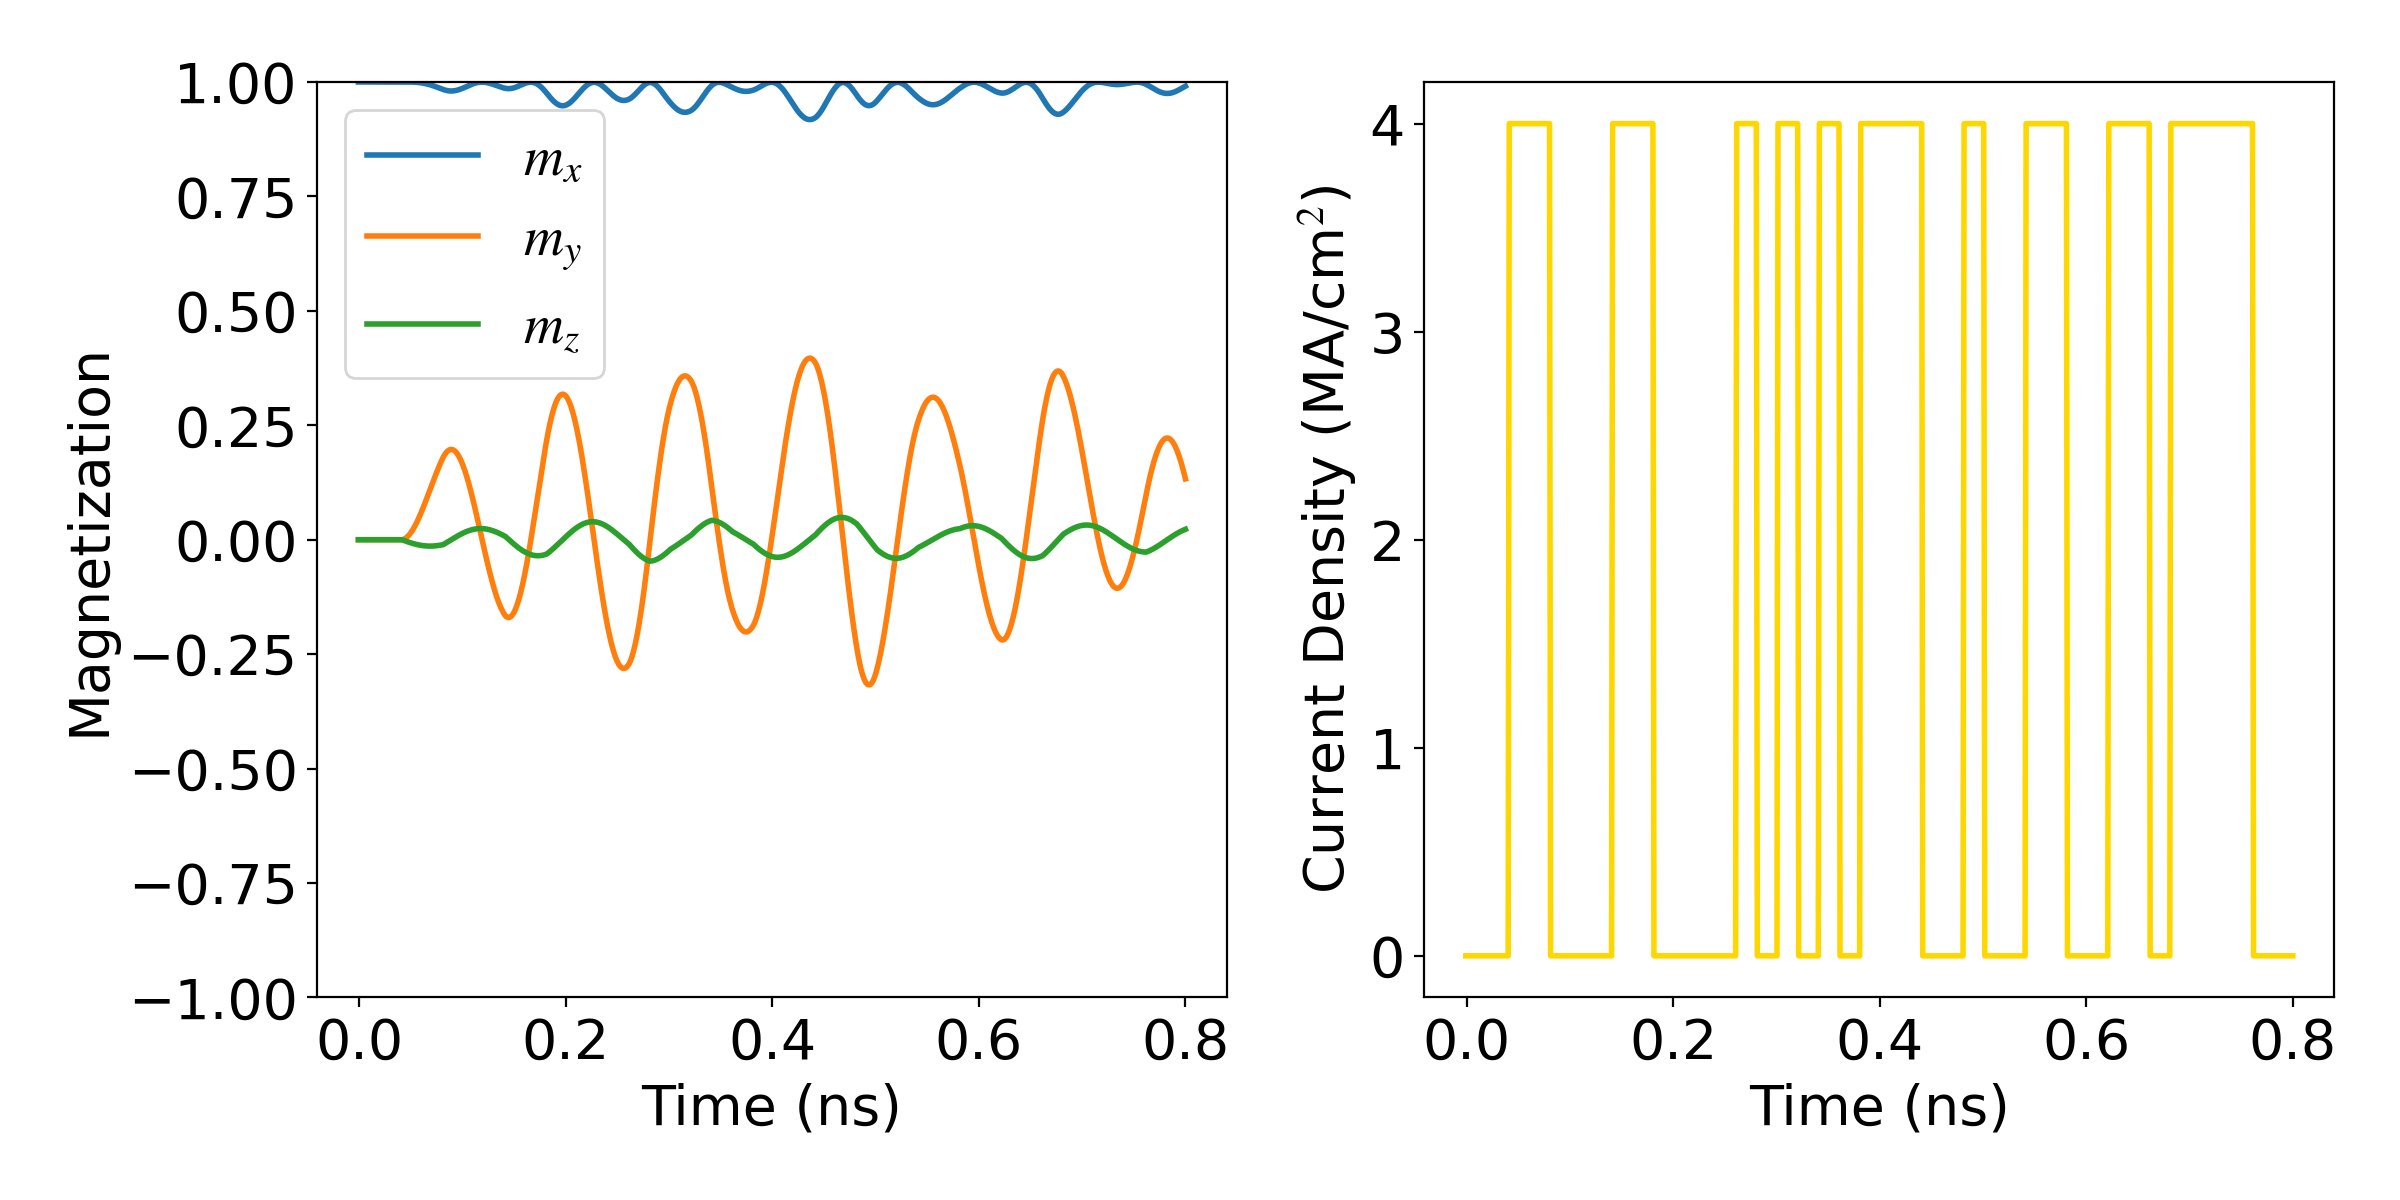 1.00
0.75
0.50
0.25
0.00
−0.25
−0.50
−0.75
−1.00
Magnetization
m_x
m_y
m_z
0.0 0.2 0.4 0.6 0.8
Time (ns)
4
3
2
1
0
Current Density (MA/cm²)
0.0 0.2 0.4 0.6 0.8
Time (ns)